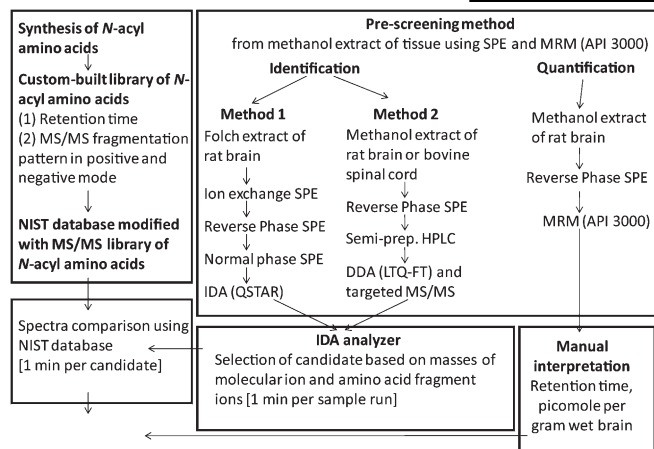 Synthesis of N-acyl
amino acids
Custom-built library of N-
acyl amino acids
(1) Retention time
(2) MS/MS fragmentation
pattern in positive and
negative mode
NIST database modified
with MS/MS library of
N-acyl amino acids
Spectra comparison using
NIST database
[1 min per candidate]
Pre-screening method
from methanol extract of tissue using SPE and MRM (API 3000)
Identification
Method 1
Folch extract of
rat brain
Ion exchange SPE
Reverse Phase SPE
Normal phase SPE
IDA (QSTAR)
Method 2
Methanol extract of
rat brain or bovine
spinal cord
Reverse Phase SPE
Semi-prep. HPLC
DDA (LTQ-FT) and
targeted MS/MS
Quantification
Methanol extract
of rat brain
Reverse Phase SPE
MRM (API 3000)
IDA analyzer
Selection of candidate based on masses of
molecular ion and amino acid fragment
ions [1 min per sample run]
Manual
interpretation
Retention time,
picomole per
gram wet brain